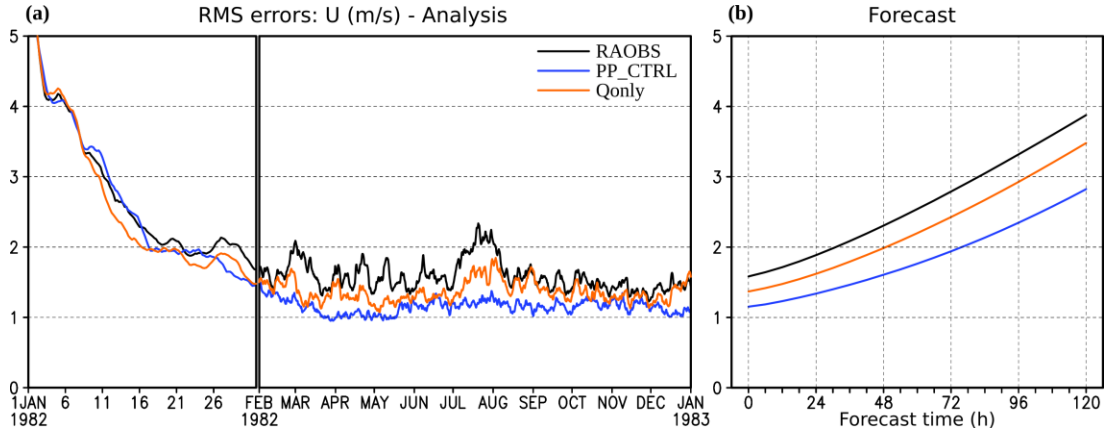 (a) RMS errors: U (m/s) - Analysis
(b) Forecast
5
4
3
2
1
0
RAOBS
PP_CTRL
Qonly
1JAN 6 11 16 21 26 FEB MAR APR MAY JUN JUL AUG SEP OCT NOV DEC JAN
1982 1982 1983
5
4
3
2
1
0
0 24 48 72 96 120
Forecast time (h)